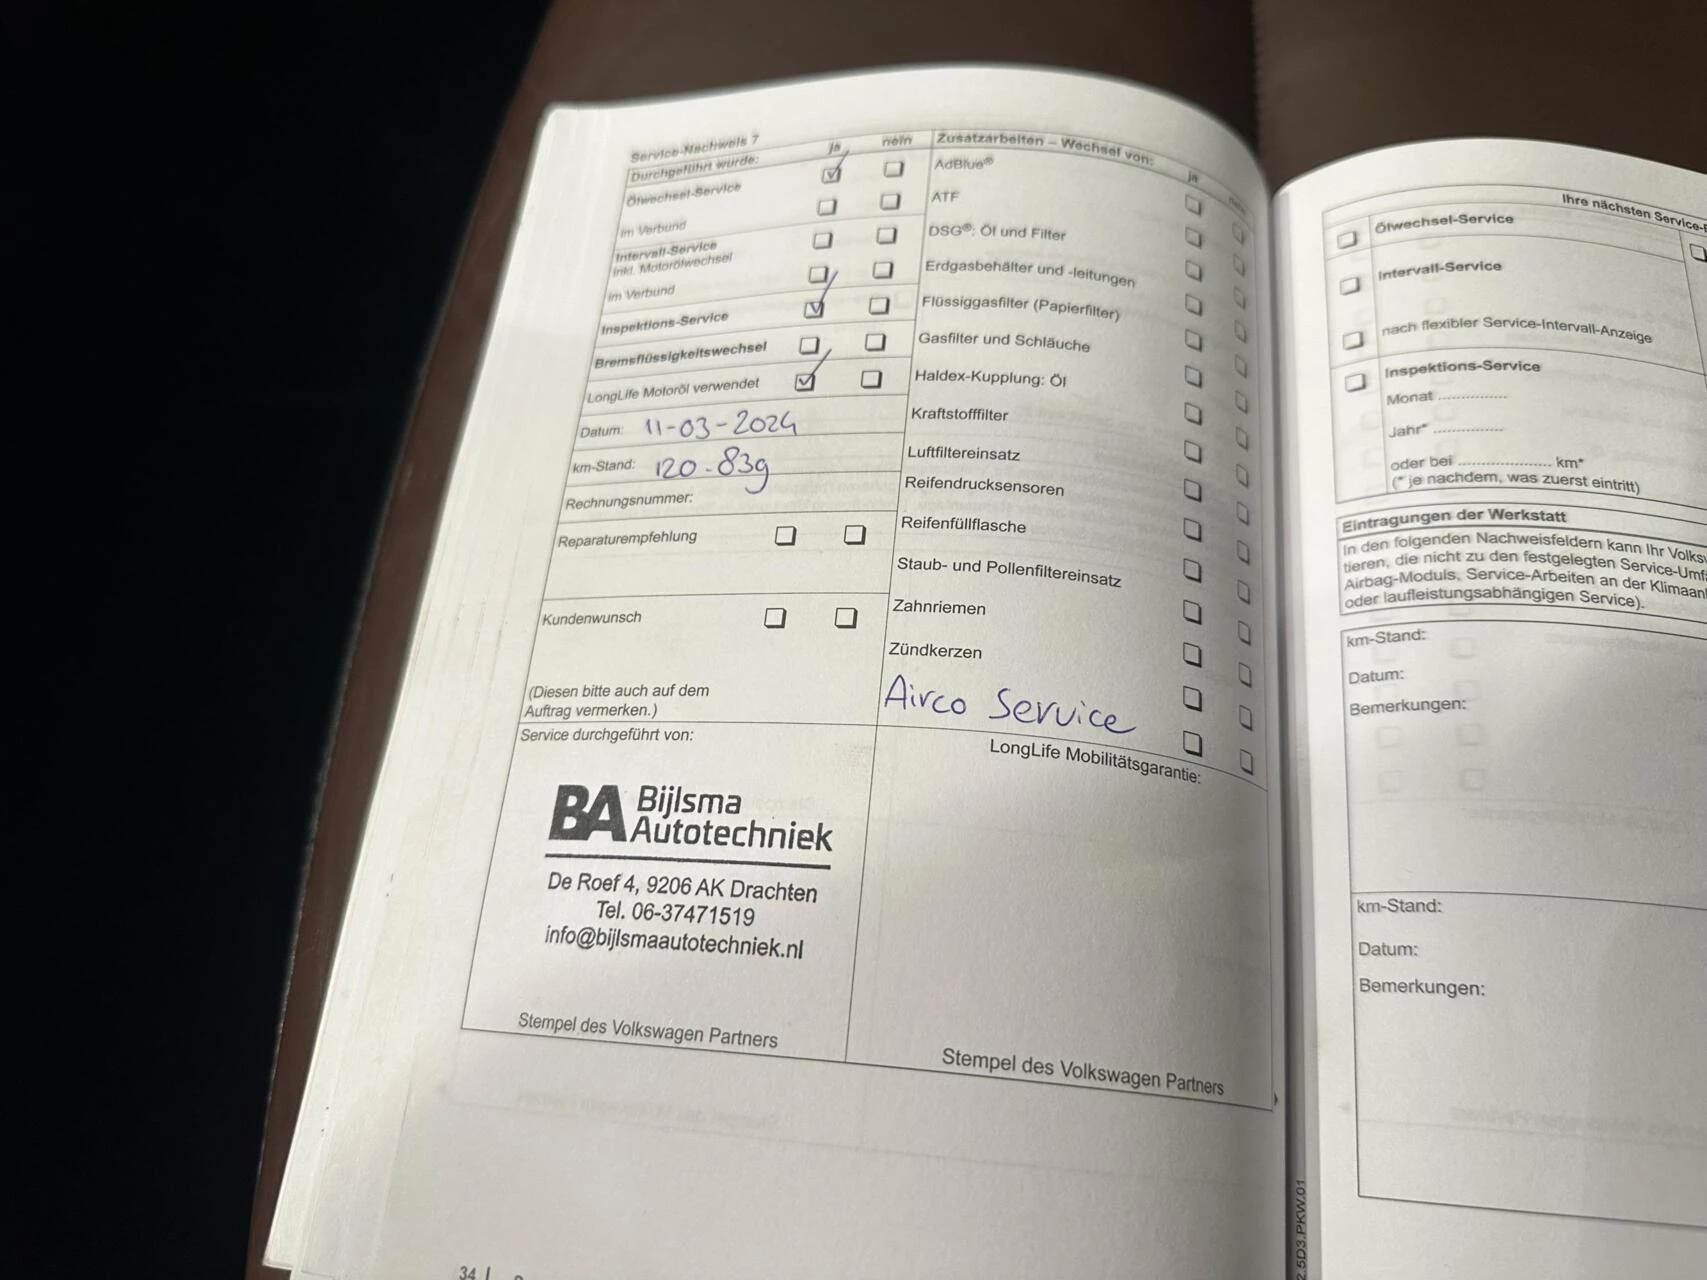 Service-Nachweis 7
Durchgeführt wurde: ja nein
Ölwechsel-Service
im Verbund
Intervall-Service
inkl. Motorölwechsel
im Verbund
Inspektions-Service
Bremsflüssigkeitswechsel
LongLife Motoröl verwendet
Datum: 11-03-2024
km-Stand: 120.839
Rechnungsnummer:
Reparaturempfehlung
Kundenwunsch
(Diesen bitte auch auf dem
Auftrag vermerken.)
Service durchgeführt von:
BA Bijlsma
Autotechniek
De Roef 4, 9206 AK Drachten
Tel. 06-37471519
info@bijlsmaautotechniek.nl
Stempel des Volkswagen Partners
Zusatzarbeiten – Wechsel von:
ja nein
AdBlue®
ATF
DSG®: Öl und Filter
Erdgasbehälter und -leitungen
Flüssiggasfilter (Papierfilter)
Gasfilter und Schläuche
Haldex-Kupplung: Öl
Kraftstofffilter
Luftfiltereinsatz
Reifendrucksensoren
Reifenfüllflasche
Staub- und Pollenfiltereinsatz
Zahnriemen
Zündkerzen
Airco Service
LongLife Mobilitätsgarantie:
Stempel des Volkswagen Partners
34
Ihre nächsten Service-
Ölwechsel-Service
Intervall-Service
nach flexibler Service-Intervall-Anzeige
Inspektions-Service
Monat ...............
Jahr* ...............
oder bei ..................... km*
(* je nachdem, was zuerst eintritt)
Eintragungen der Werkstatt
In den folgenden Nachweisfeldern kann Ihr Volksw
tieren, die nicht zu den festgelegten Service-Umf
Airbag-Moduls, Service-Arbeiten an der Klimaan
oder laufleistungsabhängigen Service).
km-Stand:
Datum:
Bemerkungen:
km-Stand:
Datum:
Bemerkungen:
2.5D3.PKW.01